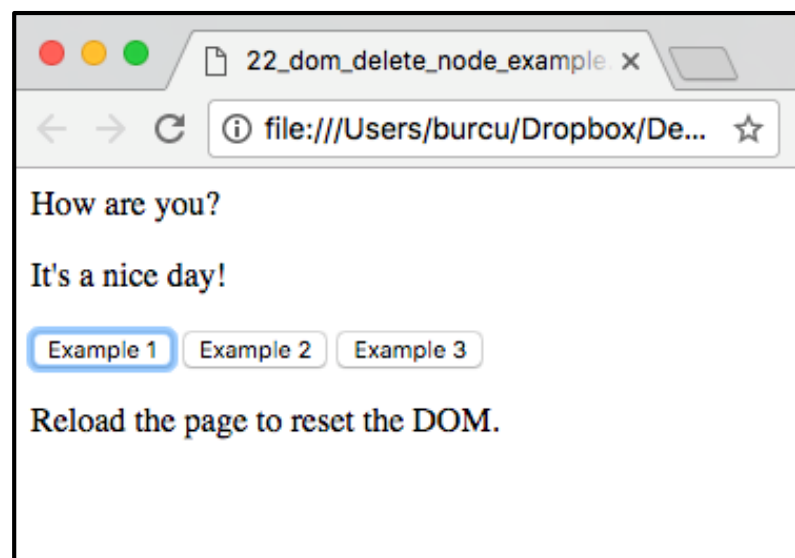 22_dom_delete_node_example.
file:///Users/burcu/Dropbox/De...
How are you?
It's a nice day!
Example 1 Example 2 Example 3
Reload the page to reset the DOM.